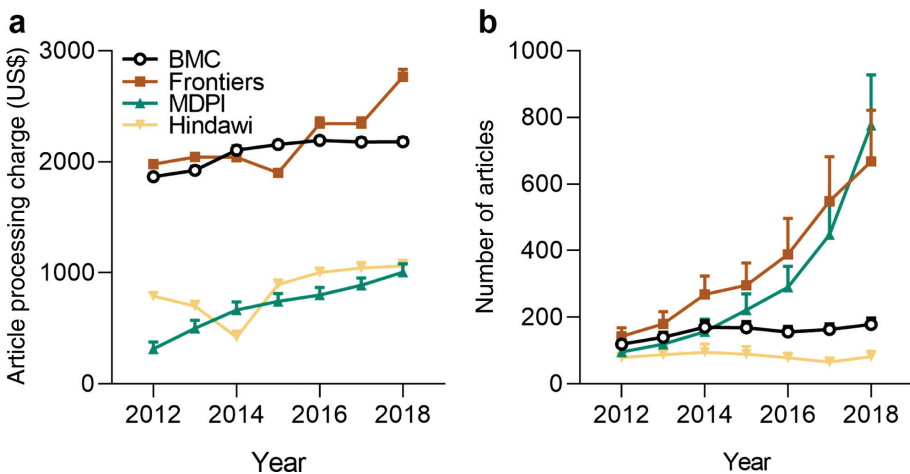 a
Article processing charge (US$)
3000
2000
1000
0
BMC
Frontiers
MDPI
Hindawi
2012
2014
2016
2018
Year
b
Number of articles
1000
800
600
400
200
0
2012
2014
2016
2018
Year